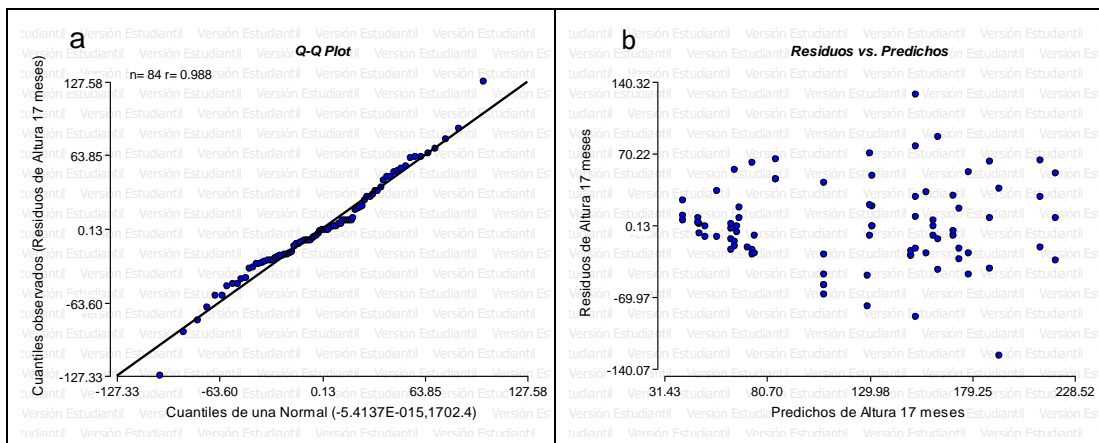 a
Q-Q Plot
n= 84 r= 0.988
127.58
63.85
0.13
-63.60
-127.33
-127.33
-63.60
0.13
63.85
127.58
Cuantiles de una Normal (-5.4137E-015,1702.4)
Cuantiles observados (Residuos de Altura 17 meses)
Versión Estudiantil
b
Residuos vs. Predichos
140.32
70.22
0.13
-69.97
-140.07
31.43
80.70
129.98
179.25
228.52
Predichos de Altura 17 meses
Residuos de Altura 17 meses
Versión Estudiantil